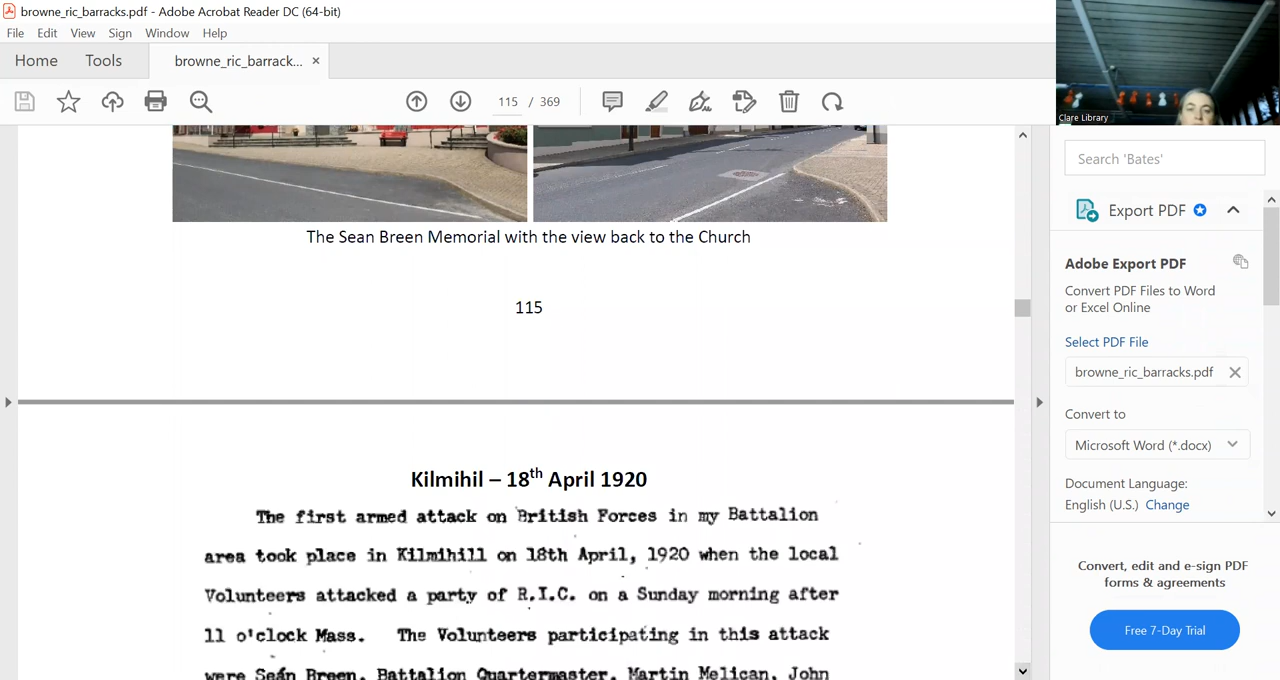 browne_ric_barracks.pdf - Adobe Acrobat Reader DC (64-bit)
File Edit View Sign Window Help
Home Tools browne_ric_barrack... ×
115 / 369
Clare Library
The Sean Breen Memorial with the view back to the Church
115
Kilmihil – 18th April 1920
The first armed attack on British Forces in my Battalion
area took place in Kilmihill on 18th April, 1920 when the local
Volunteers attacked a party of R.I.C. on a Sunday morning after
11 o'clock Mass. The Volunteers participating in this attack
were Seán Breen, Battalion Quartermaster, Martin Melican, John
Search 'Bates'
Export PDF
Adobe Export PDF
Convert PDF Files to Word
or Excel Online
Select PDF File
browne_ric_barracks.pdf
Convert to
Microsoft Word (*.docx)
Document Language:
English (U.S.) Change
Convert, edit and e-sign PDF
forms & agreements
Free 7-Day Trial